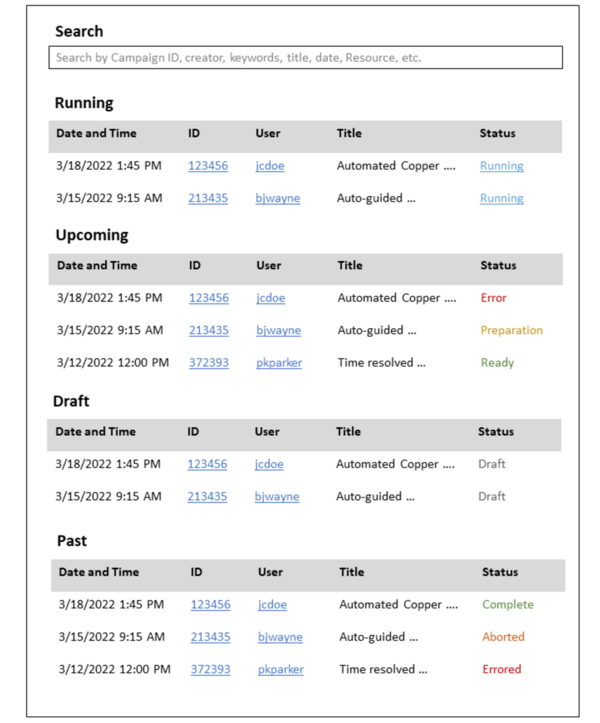 Search
Search by Campaign ID, creator, keywords, title, date, Resource, etc.
Running
Date and Time ID User Title Status
3/18/2022 1:45 PM 123456 jcdoe Automated Copper .... Running
3/15/2022 9:15 AM 213435 bjwayne Auto-guided ... Running
Upcoming
Date and Time ID User Title Status
3/18/2022 1:45 PM 123456 jcdoe Automated Copper .... Error
3/15/2022 9:15 AM 213435 bjwayne Auto-guided ... Preparation
3/12/2022 12:00 PM 372393 pkparker Time resolved ... Ready
Draft
Date and Time ID User Title Status
3/18/2022 1:45 PM 123456 jcdoe Automated Copper .... Draft
3/15/2022 9:15 AM 213435 bjwayne Auto-guided ... Draft
Past
Date and Time ID User Title Status
3/18/2022 1:45 PM 123456 jcdoe Automated Copper .... Complete
3/15/2022 9:15 AM 213435 bjwayne Auto-guided ... Aborted
3/12/2022 12:00 PM 372393 pkparker Time resolved ... Errored